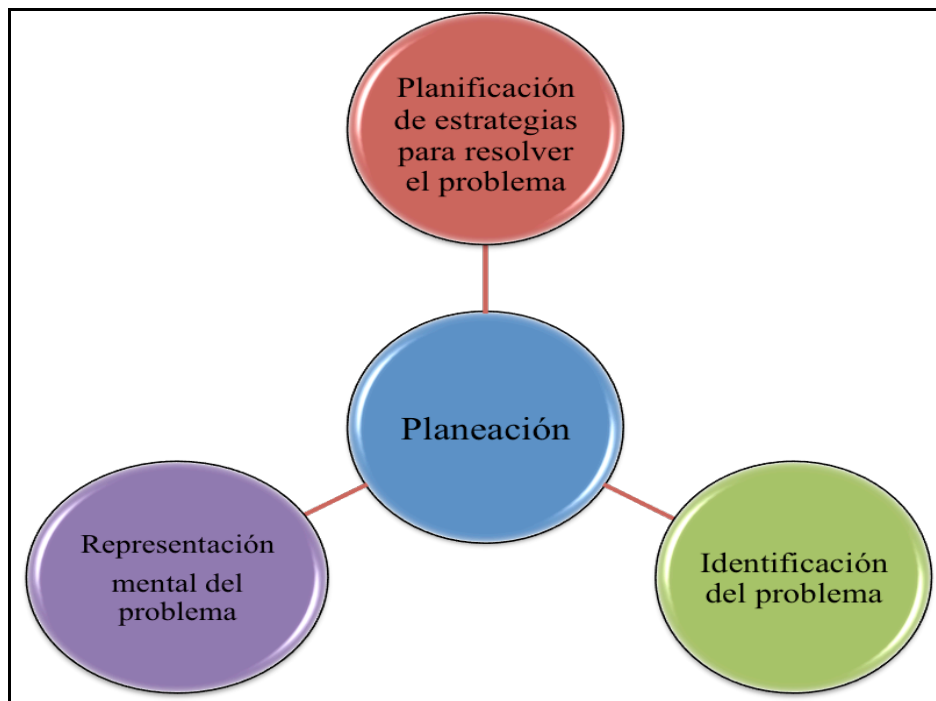 Planificación
de estrategias
para resolver
el problema
Planeación
Representación
mental del
problema
Identificación
del problema